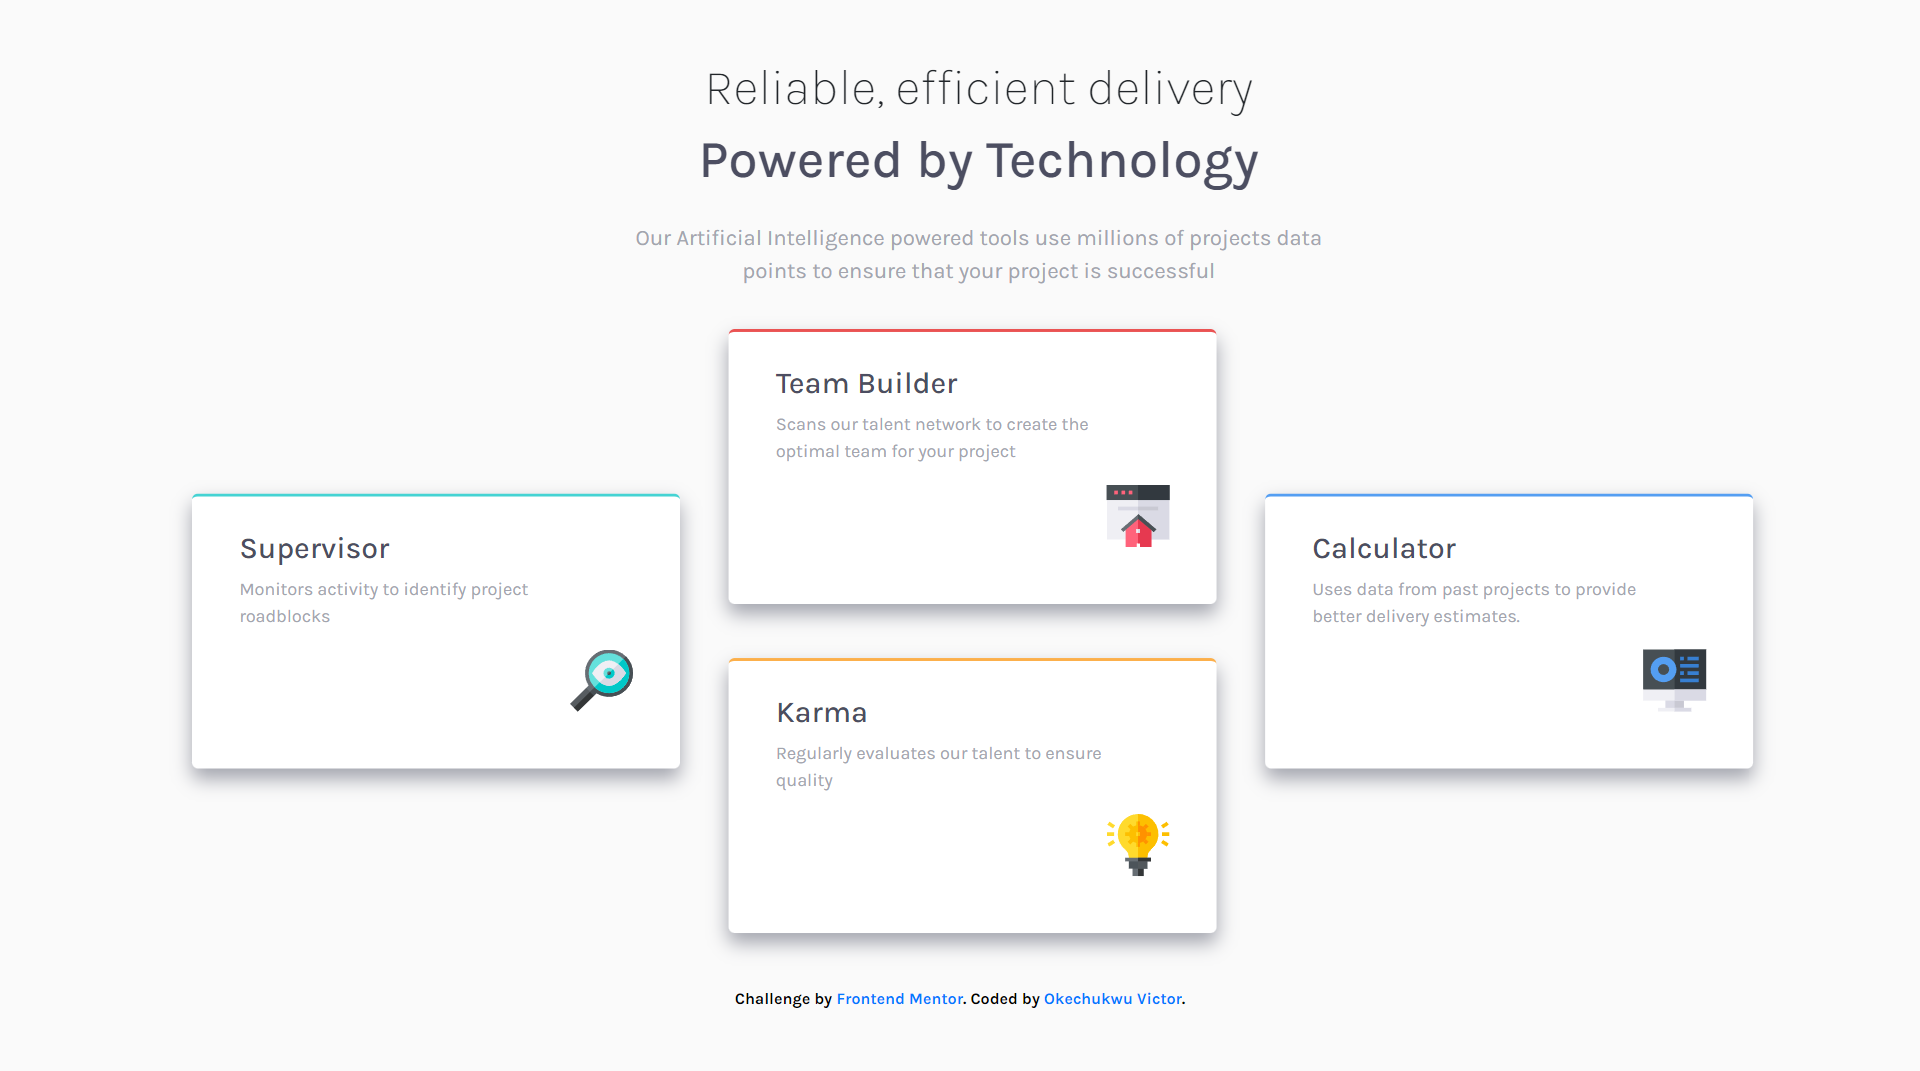 Reliable, efficient delivery
Powered by Technology
Our Artificial Intelligence powered tools use millions of projects data
points to ensure that your project is successful
Team Builder
Scans our talent network to create the
optimal team for your project
Supervisor
Monitors activity to identify project
roadblocks
Calculator
Uses data from past projects to provide
better delivery estimates.
Karma
Regularly evaluates our talent to ensure
quality
Challenge by Frontend Mentor. Coded by Okechukwu Victor.